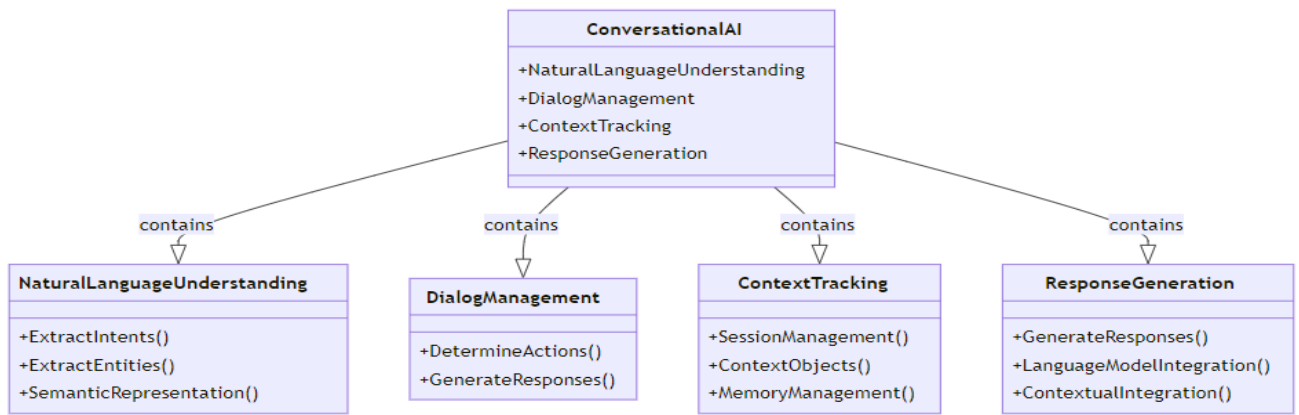 ConversationalAI
+NaturalLanguageUnderstanding
+DialogManagement
+ContextTracking
+ResponseGeneration
contains
contains
contains
contains
NaturalLanguageUnderstanding
+ExtractIntents()
+ExtractEntities()
+SemanticRepresentation()
DialogManagement
+DetermineActions()
+GenerateResponses()
ContextTracking
+SessionManagement()
+ContextObjects()
+MemoryManagement()
ResponseGeneration
+GenerateResponses()
+LanguageModelIntegration()
+ContextualIntegration()